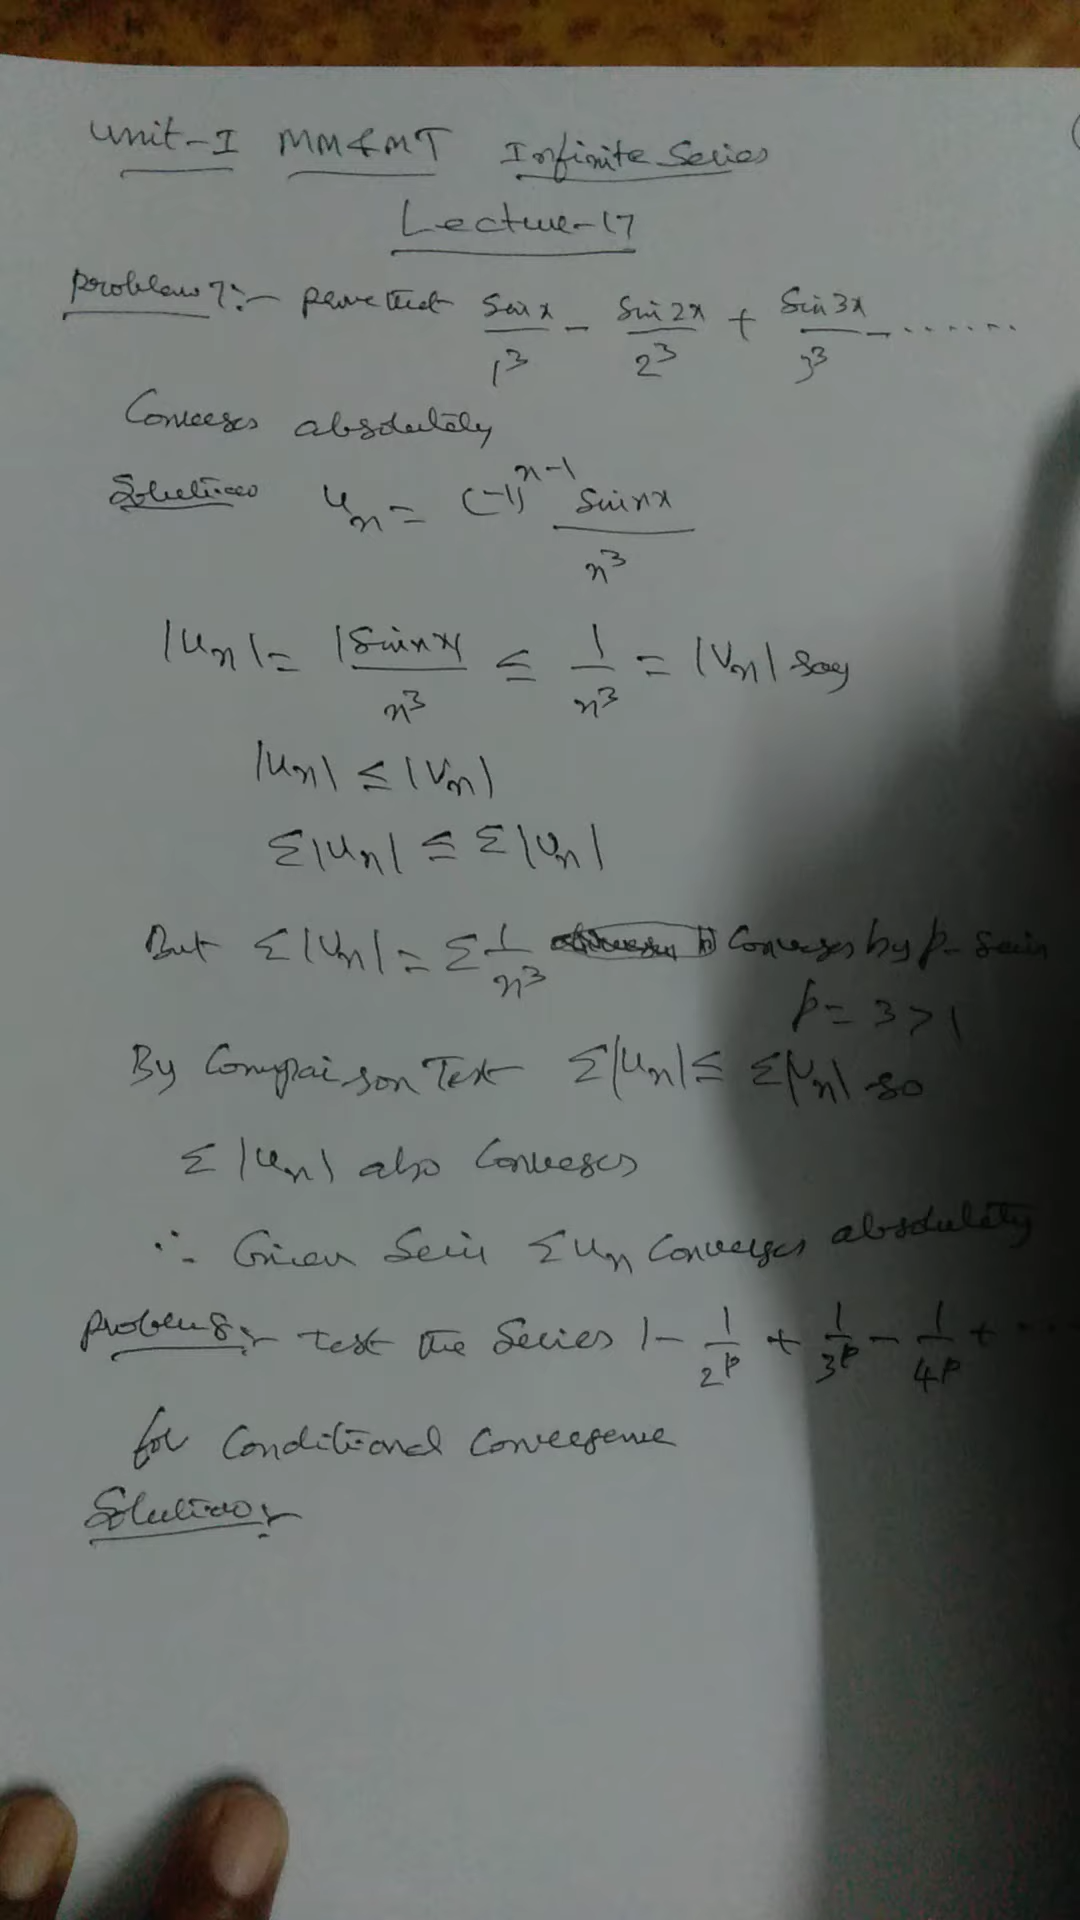 Unit-I MM&MT Infinite Series
Lecture-17
Problem 7:- prove that sin x/1³ - sin 2x/2³ + sin 3x/3³ - .......
Converges absolutely
Solution uₙ = (-1)ⁿ⁻¹ sin nx/n³
|uₙ| = |sin nx|/n³ ≤ 1/n³ = |Vₙ| say
|uₙ| ≤ |Vₙ|
Σ|uₙ| ≤ Σ|Vₙ|
But Σ|Vₙ| = Σ 1/n³ Converges by p-series
p = 3 > 1
By Comparison Test Σ|uₙ| ≤ Σ|Vₙ| so
Σ|uₙ| also Converges
∴ Given Series Σuₙ Converges absolutely
Problem 8:- test the Series 1 - 1/2ᵖ + 1/3ᵖ - 1/4ᵖ + ...
for Conditional Convergence
Solution:-